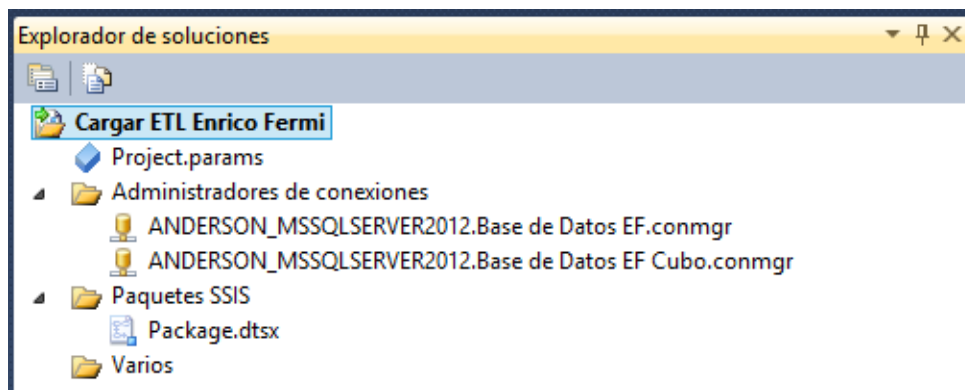 Explorador de soluciones
Cargar ETL Enrico Fermi
Project.params
Administradores de conexiones
ANDERSON_MSSQLSERVER2012.Base de Datos EF.conmgr
ANDERSON_MSSQLSERVER2012.Base de Datos EF Cubo.conmgr
Paquetes SSIS
Package.dtsx
Varios